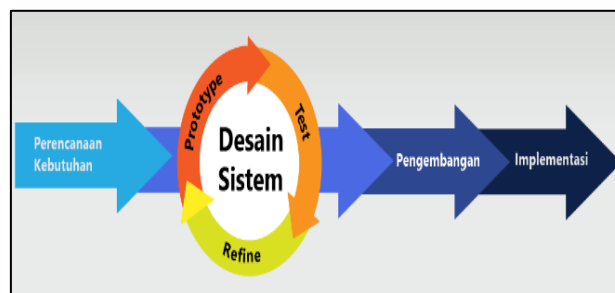 Perencanaan
Kebutuhan
Prototype
Test
Refine
Desain
Sistem
Pengembangan
Implementasi